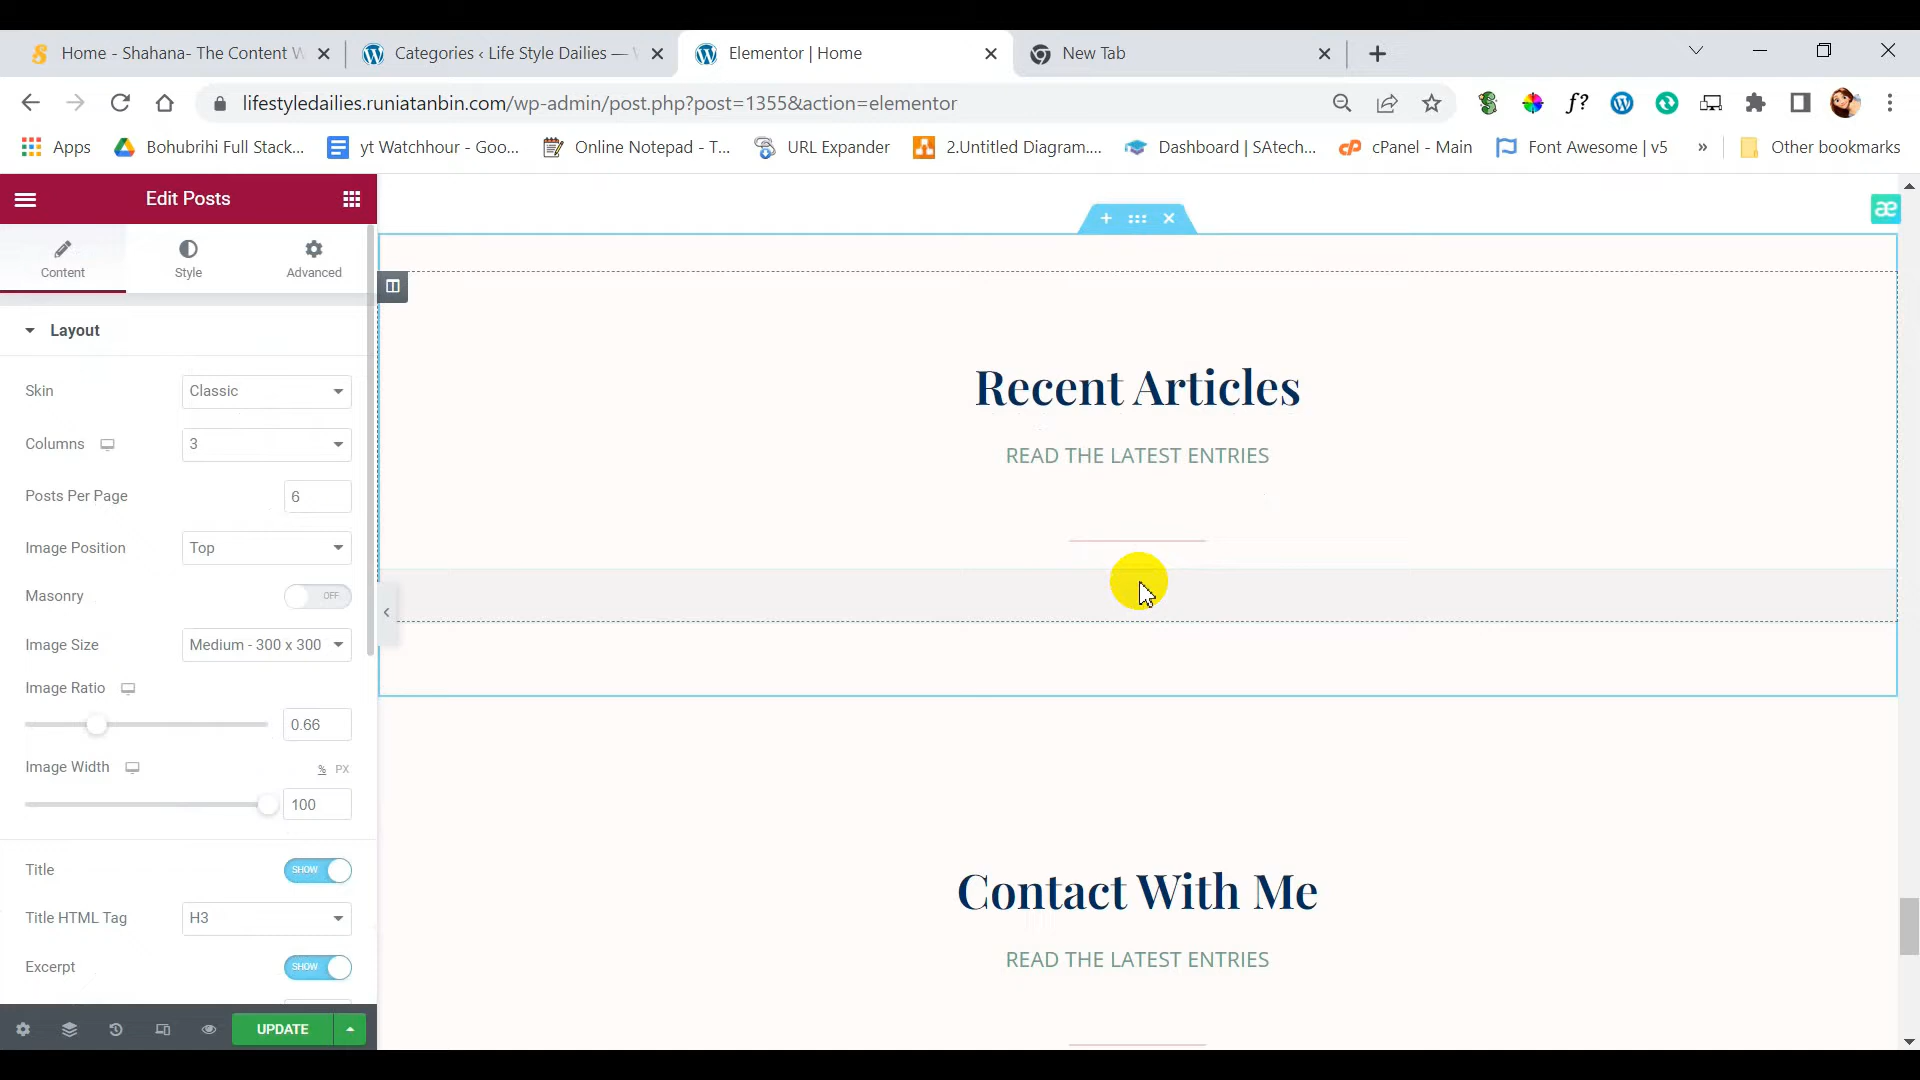 Home - Shahana- The Content W
Categories ‹ Life Style Dailies — W
Elementor | Home
New Tab
lifestyledailies.runiatanbin.com/wp-admin/post.php?post=1355&action=elementor
f?
Apps
Bohubrihi Full Stack...
yt Watchhour - Goo...
Online Notepad - T...
URL Expander
2.Untitled Diagram....
Dashboard | SAtech...
cPanel - Main
Font Awesome | v5
»
Other bookmarks
Edit Posts
Content
Style
Advanced
Layout
Skin
Classic
Columns
3
Posts Per Page
6
Image Position
Top
Masonry
OFF
Image Size
Medium - 300 x 300
Image Ratio
0.66
Image Width
% PX
100
Title
SHOW
Title HTML Tag
H3
Excerpt
SHOW
UPDATE
æ
Recent Articles
READ THE LATEST ENTRIES
Contact With Me
READ THE LATEST ENTRIES